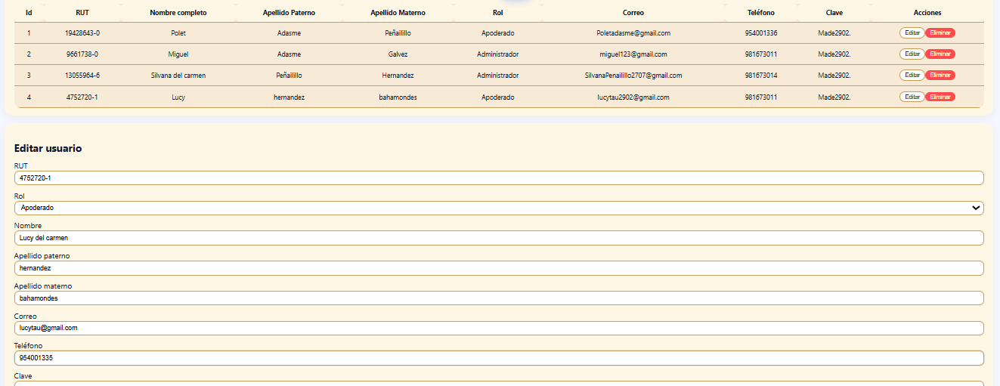 Id RUT Nombre completo Apellido Paterno Apellido Materno Rol Correo Teléfono Clave Acciones
1 19428643-0 Polet Adasme Peñailillo Apoderado Poletadasme@gmail.com 954001336 Made2902. Editar Eliminar
2 9661738-0 Miguel Adasme Galvez Administrador miguel123@gmail.com 981673011 Made2902. Editar Eliminar
3 13055964-6 Silvana del carmen Peñailillo Hernandez Administrador SilvanaPenailillo2707@gmail.com 981673014 Made2902. Editar Eliminar
4 4752720-1 Lucy hernandez bahamondes Apoderado lucytau2902@gmail.com 981673011 Made2902. Editar Eliminar
Editar usuario
RUT
4752720-1
Rol
Apoderado
Nombre
Lucy del carmen
Apellido paterno
hernandez
Apellido materno
bahamondes
Correo
lucytau@gmail.com
Teléfono
954001335
Clave